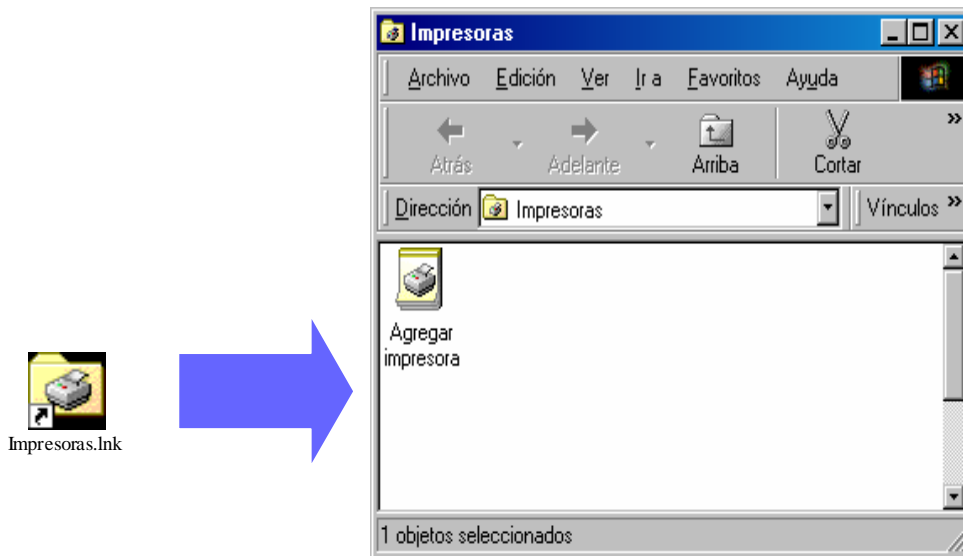 Impresoras
Archivo Edición Ver Ir a Favoritos Ayuda
Atrás Adelante Arriba Cortar »
Dirección Impresoras Vínculos »
Agregar
impresora
Impresoras.lnk
1 objetos seleccionados